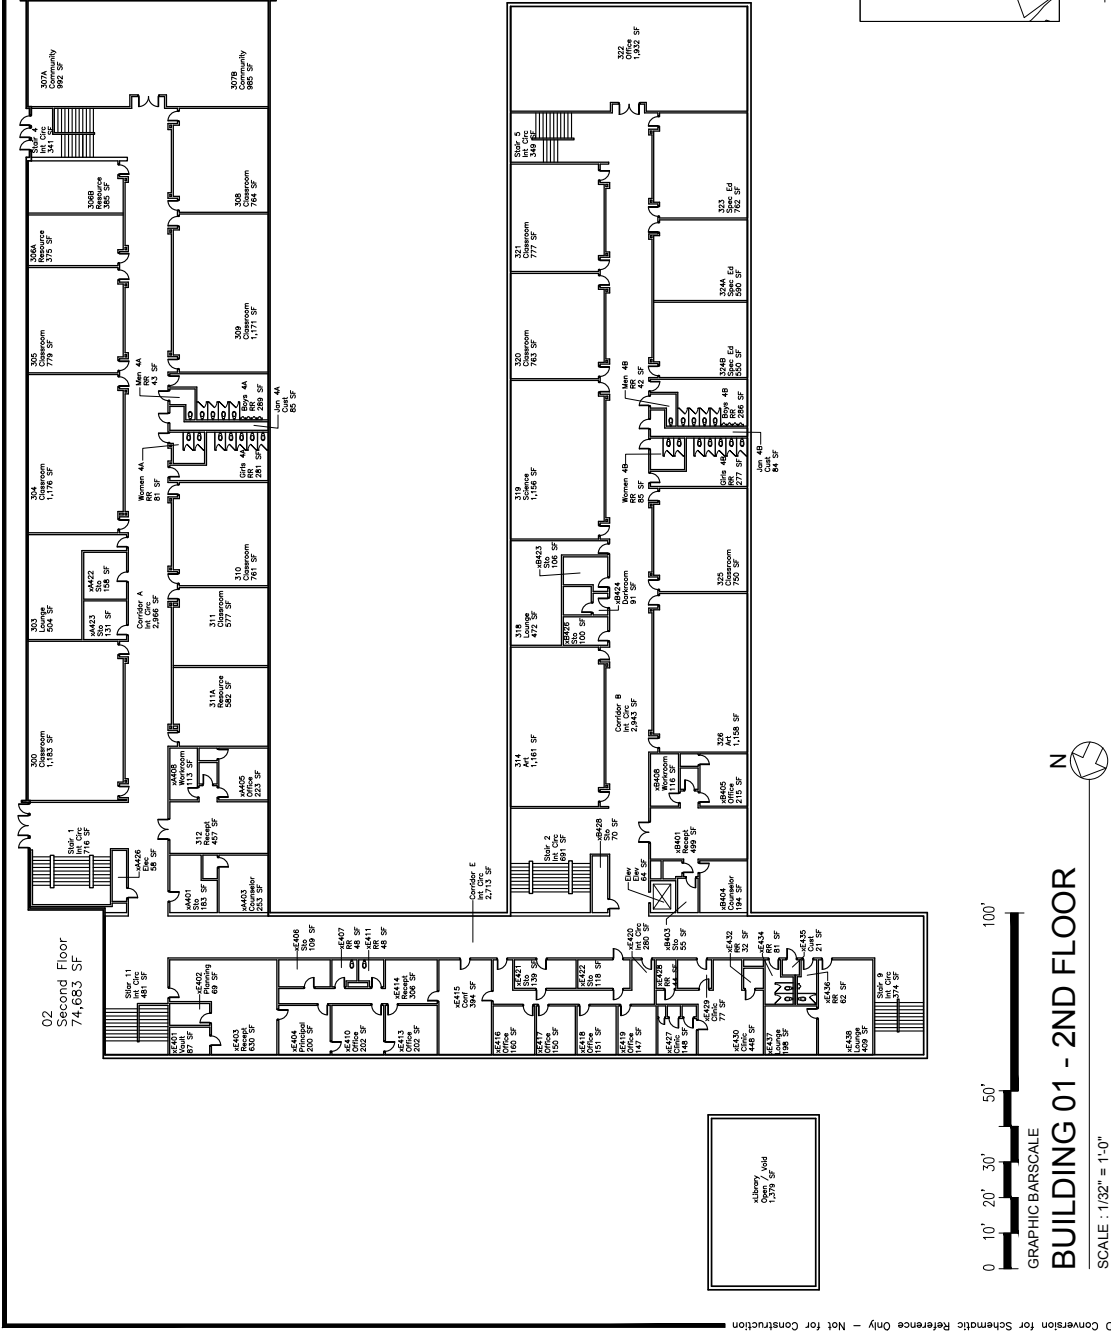 307A
Community
992 SF
307B
Community
985 SF
Stair 4
Int Circ
341 SF
306B
Resource
385 SF
308
Classroom
764 SF
306A
Resource
375 SF
305
Classroom
779 SF
309
Classroom
1,171 SF
Men 4A
RR
43 SF
Boys 4A
RR
289 SF
Jan 4A
Cust
85 SF
304
Classroom
1,176 SF
Women 4A
RR
81 SF
Girls 4A
RR
281 SF
310
Classroom
761 SF
303
Lounge
504 SF
xA422
Sto
158 SF
xA423
Sto
131 SF
Corridor A
Int Circ
2,966 SF
311
Classroom
577 SF
311A
Resource
582 SF
300
Classroom
1,183 SF
xA408
Workroom
113 SF
xA405
Office
223 SF
312
Recept
457 SF
Stair 1
Int Circ
716 SF
xA426
Elec
58 SF
xA401
Sto
183 SF
xA403
Counselor
253 SF
322
Office
1,932 SF
Stair 5
Int Circ
349 SF
323
Spec Ed
762 SF
321
Classroom
777 SF
324A
Spec Ed
590 SF
320
Classroom
763 SF
324B
Spec Ed
550 SF
Men 4B
RR
42 SF
Boys 4B
RR
286 SF
Jan 4B
Cust
84 SF
319
Science
1,156 SF
Women 4B
RR
85 SF
Girls 4B
RR
277 SF
325
Classroom
750 SF
xB423
Sto
106 SF
xB424
Darkroom
91 SF
318
Lounge
472 SF
xB426
Sto
100 SF
314
Art
1,161 SF
Corridor B
Int Circ
2,943 SF
326
Art
1,158 SF
xB408
Workroom
116 SF
xB405
Office
215 SF
xB401
Recept
499 SF
Stair 2
Int Circ
691 SF
xB428
Sto
70 SF
Elev
Elev
64 SF
xB403
Sto
55 SF
xB404
Counselor
194 SF
Corridor E
Int Circ
2,713 SF
02
Second Floor
74,683 SF
Stair 11
Int Circ
481 SF
xE402
Planning
69 SF
xE401
Vault
87 SF
xE403
Recept
630 SF
xE406
Sto
109 SF
xE407
RR
48 SF
xE411
RR
48 SF
xE404
Principal
200 SF
xE410
Office
202 SF
xE413
Office
202 SF
xE414
Recept
306 SF
xE415
Conf
394 SF
xE421
Sto
139 SF
xE422
Sto
118 SF
xE420
Int Circ
280 SF
xE416
Office
160 SF
xE417
Office
150 SF
xE418
Office
151 SF
xE419
Office
147 SF
xE428
RR
44 SF
xE427
Clinic
148 SF
xE429
Clinic
77 SF
xE430
Clinic
448 SF
xE432
RR
32 SF
xE434
RR
81 SF
xE435
Cust
21 SF
xE436
RR
62 SF
xE437
Lounge
198 SF
xE438
Lounge
409 SF
Stair 9
Int Circ
374 SF
xLibrary
Open / Void
1,379 SF
N
0 10' 20' 30' 50' 100'
GRAPHIC BARSCALE
BUILDING 01 - 2ND FLOOR
SCALE : 1/32" = 1'-0"
Conversion for Schematic Reference Only – Not for Construction